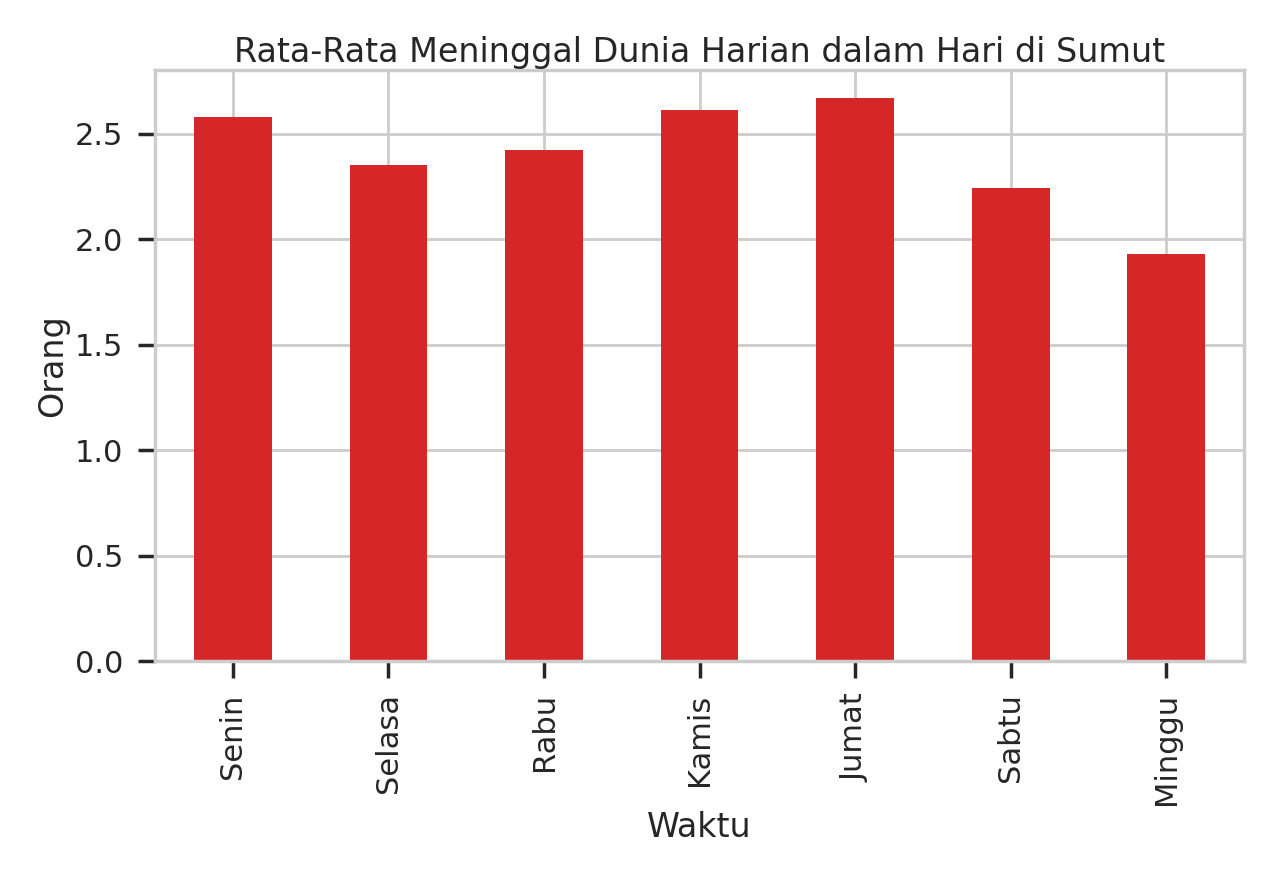 Rata-Rata Meninggal Dunia Harian dalam Hari di Sumut
2.5
2.0
1.5
1.0
0.5
0.0
Orang
Senin
Selasa
Rabu
Kamis
Jumat
Sabtu
Minggu
Waktu